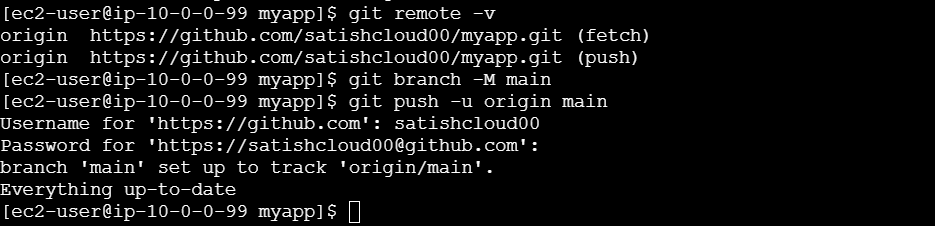 [ec2-user@ip-10-0-0-99 myapp]$ git remote -v
origin  https://github.com/satishcloud00/myapp.git (fetch)
origin  https://github.com/satishcloud00/myapp.git (push)
[ec2-user@ip-10-0-0-99 myapp]$ git branch -M main
[ec2-user@ip-10-0-0-99 myapp]$ git push -u origin main
Username for 'https://github.com': satishcloud00
Password for 'https://satishcloud00@github.com':
branch 'main' set up to track 'origin/main'.
Everything up-to-date
[ec2-user@ip-10-0-0-99 myapp]$